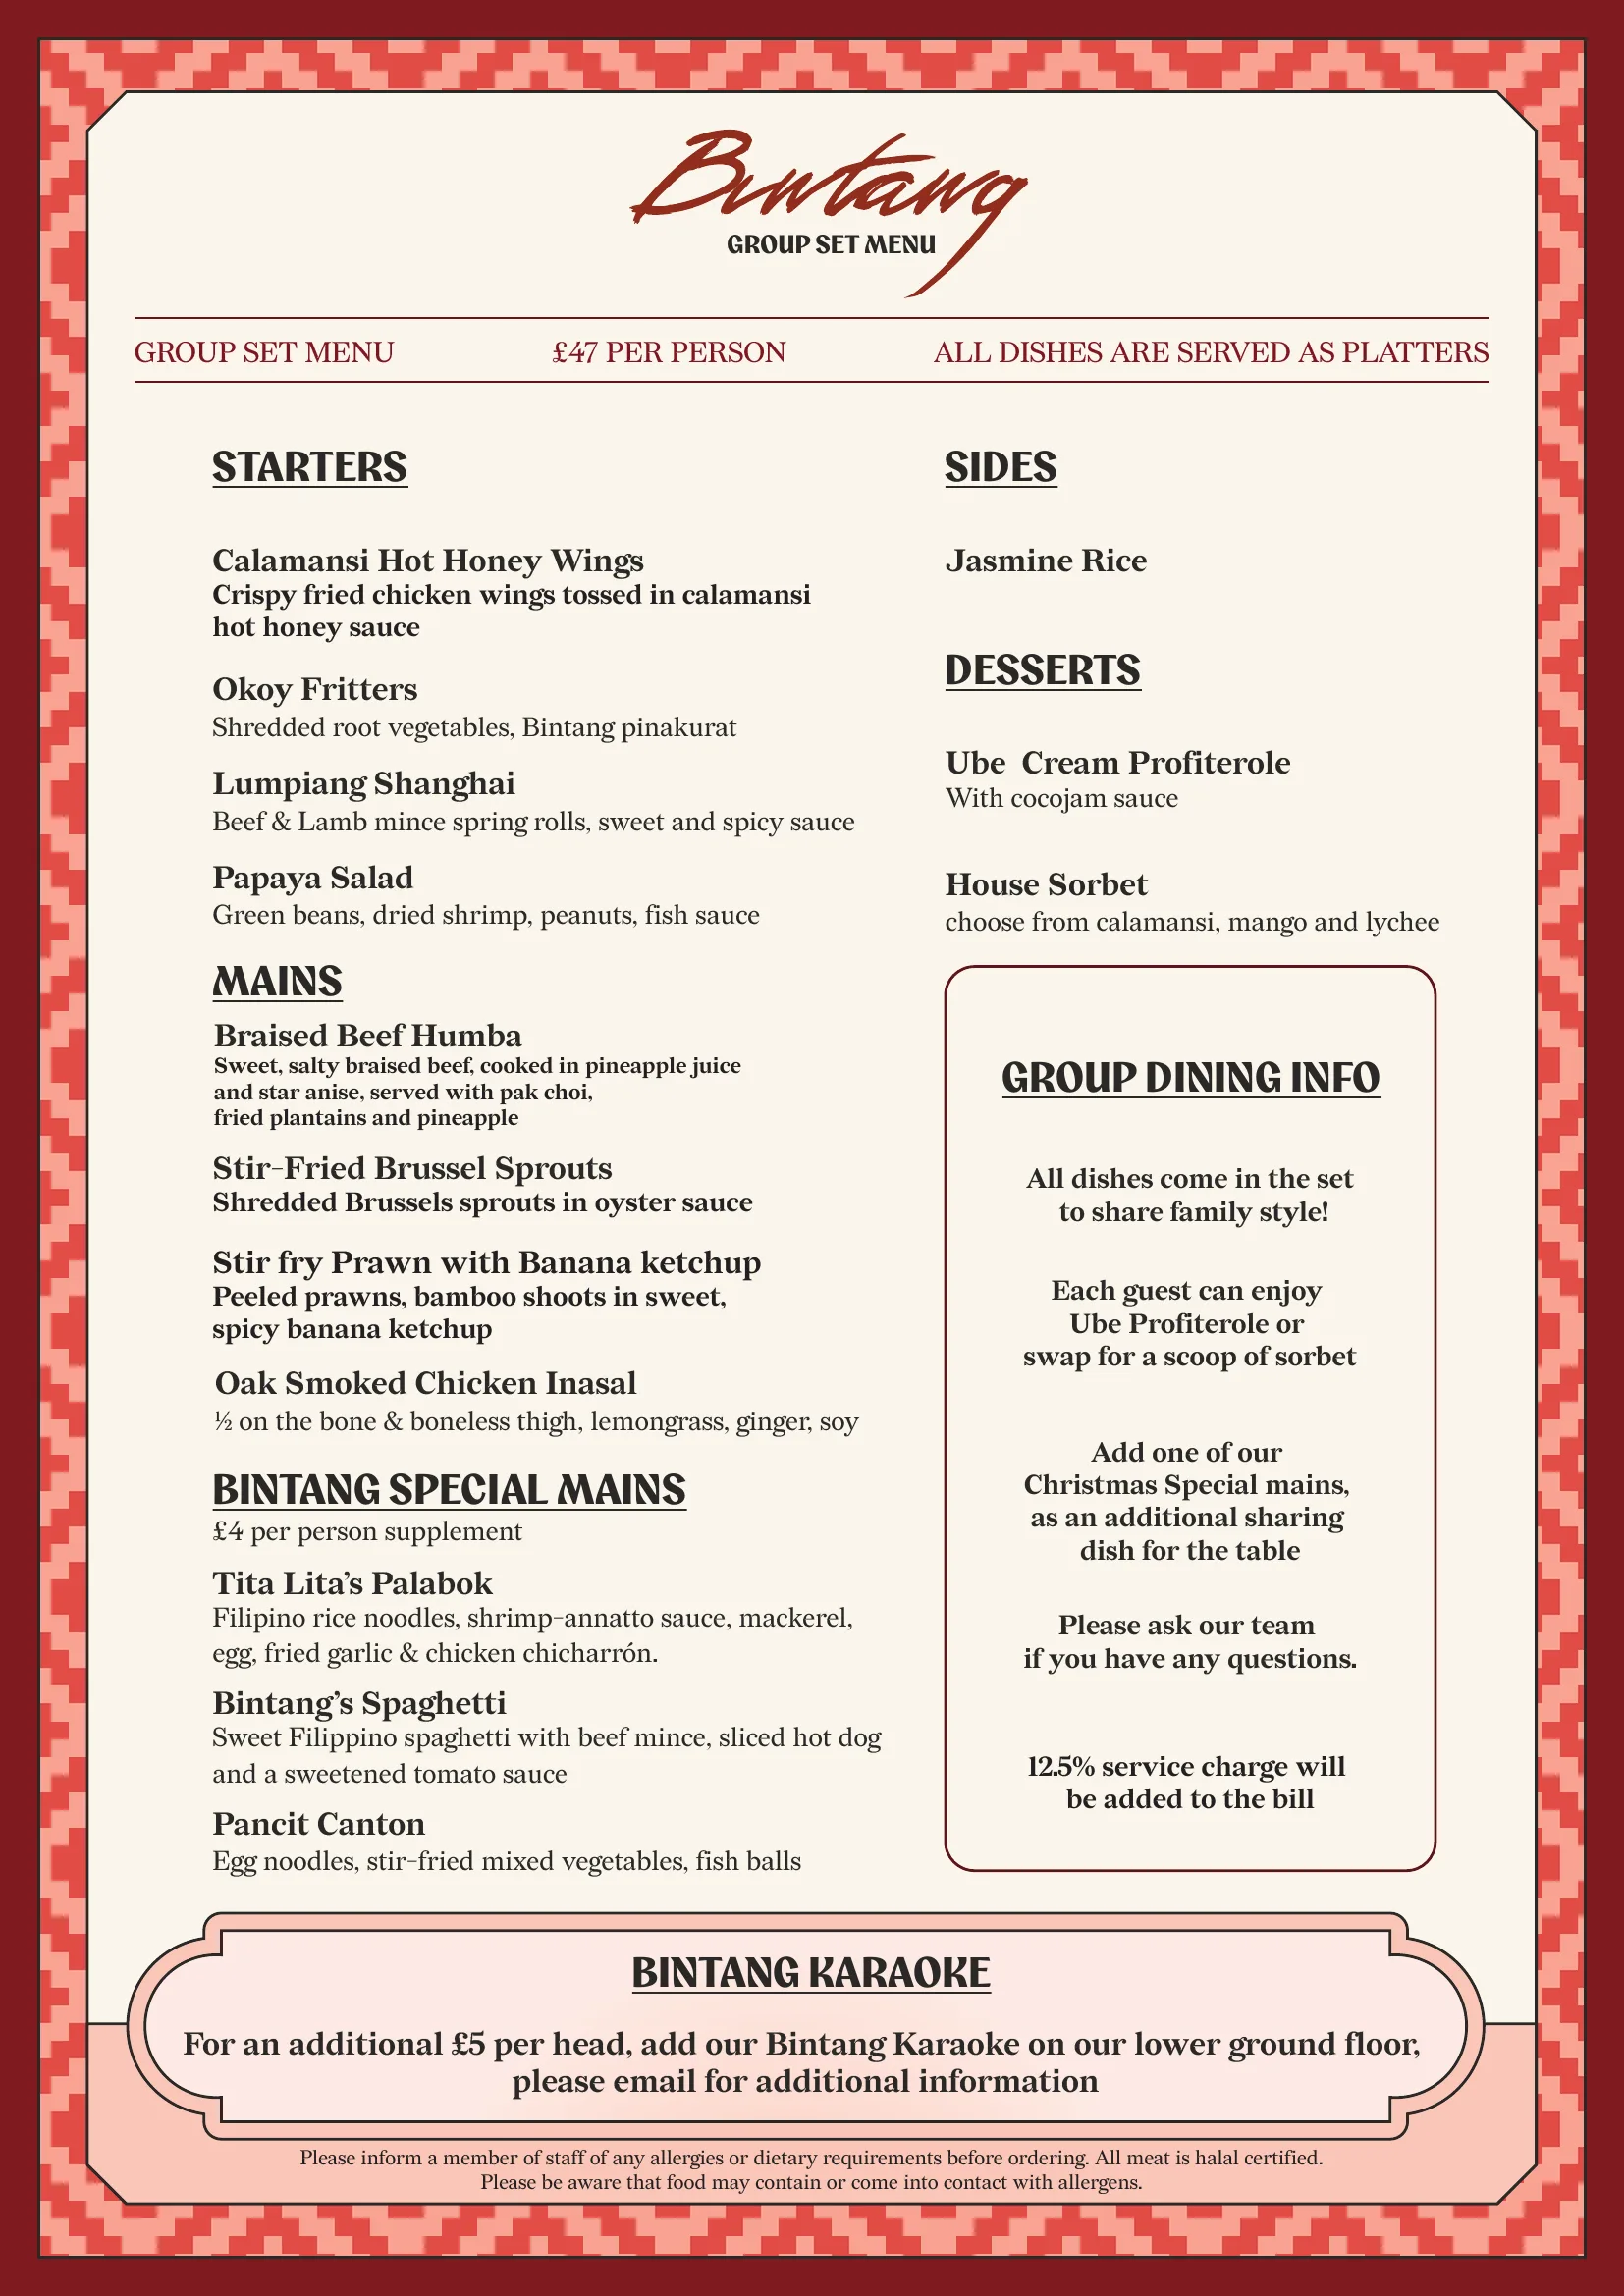 Bintang
GROUP SET MENU
GROUP SET MENU
£47 PER PERSON
ALL DISHES ARE SERVED AS PLATTERS
STARTERS
Calamansi Hot Honey Wings
Crispy fried chicken wings tossed in calamansi
hot honey sauce
Okoy Fritters
Shredded root vegetables, Bintang pinakurat
Lumpiang Shanghai
Beef & Lamb mince spring rolls, sweet and spicy sauce
Papaya Salad
Green beans, dried shrimp, peanuts, fish sauce
MAINS
Braised Beef Humba
Sweet, salty braised beef, cooked in pineapple juice
and star anise, served with pak choi,
fried plantains and pineapple
Stir-Fried Brussel Sprouts
Shredded Brussels sprouts in oyster sauce
Stir fry Prawn with Banana ketchup
Peeled prawns, bamboo shoots in sweet,
spicy banana ketchup
Oak Smoked Chicken Inasal
½ on the bone & boneless thigh, lemongrass, ginger, soy
BINTANG SPECIAL MAINS
£4 per person supplement
Tita Lita's Palabok
Filipino rice noodles, shrimp-annatto sauce, mackerel,
egg, fried garlic & chicken chicharrón.
Bintang's Spaghetti
Sweet Filippino spaghetti with beef mince, sliced hot dog
and a sweetened tomato sauce
Pancit Canton
Egg noodles, stir-fried mixed vegetables, fish balls
SIDES
Jasmine Rice
DESSERTS
Ube Cream Profiterole
With cocojam sauce
House Sorbet
choose from calamansi, mango and lychee
GROUP DINING INFO
All dishes come in the set
to share family style!
Each guest can enjoy
Ube Profiterole or
swap for a scoop of sorbet
Add one of our
Christmas Special mains,
as an additional sharing
dish for the table
Please ask our team
if you have any questions.
12.5% service charge will
be added to the bill
BINTANG KARAOKE
For an additional £5 per head, add our Bintang Karaoke on our lower ground floor,
please email for additional information
Please inform a member of staff of any allergies or dietary requirements before ordering. All meat is halal certified.
Please be aware that food may contain or come into contact with allergens.